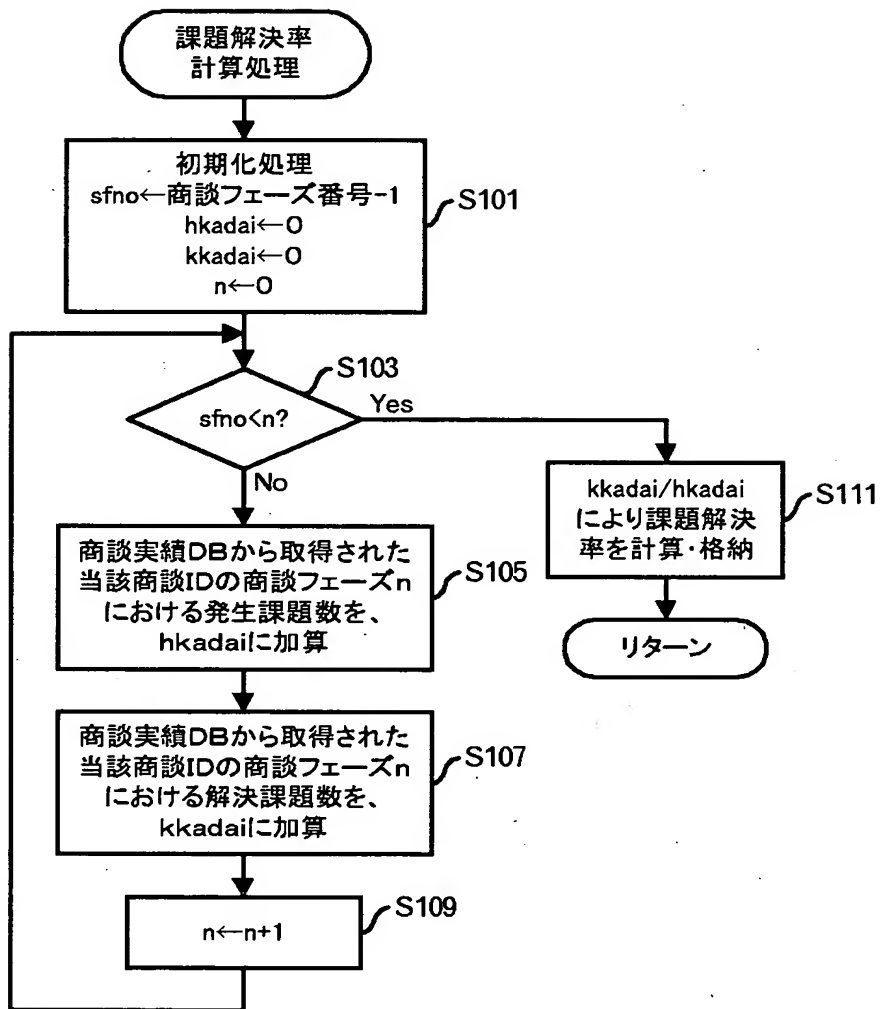 課題解決率
計算処理
初期化処理
sfno←商談フェーズ番号-1
hkadai←0
kkadai←0
n←0
S101
S103
sfno<n?
Yes
No
kkadai/hkadai
により課題解決
率を計算・格納
S111
リターン
商談実績DBから取得された
当該商談IDの商談フェーズn
における発生課題数を、
hkadaiに加算
S105
商談実績DBから取得された
当該商談IDの商談フェーズn
における解決課題数を、
kkadaiに加算
S107
n←n+1
S109